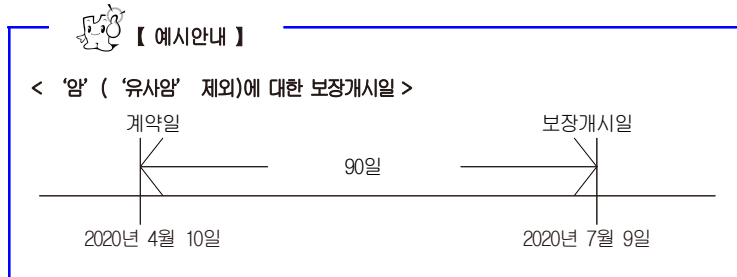 【 예시안내 】
< ‘암’ ( ‘유사암’ 제외)에 대한 보장개시일 >
계약일 보장개시일
90일
2020년 4월 10일 2020년 7월 9일